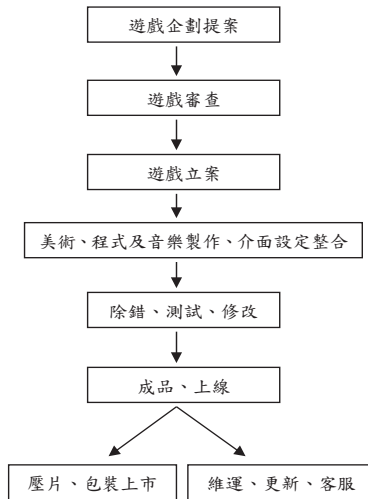 遊戲企劃提案
遊戲審查
遊戲立案
美術、程式及音樂製作、介面設定整合
除錯、測試、修改
成品、上線
壓片、包裝上市
維運、更新、客服